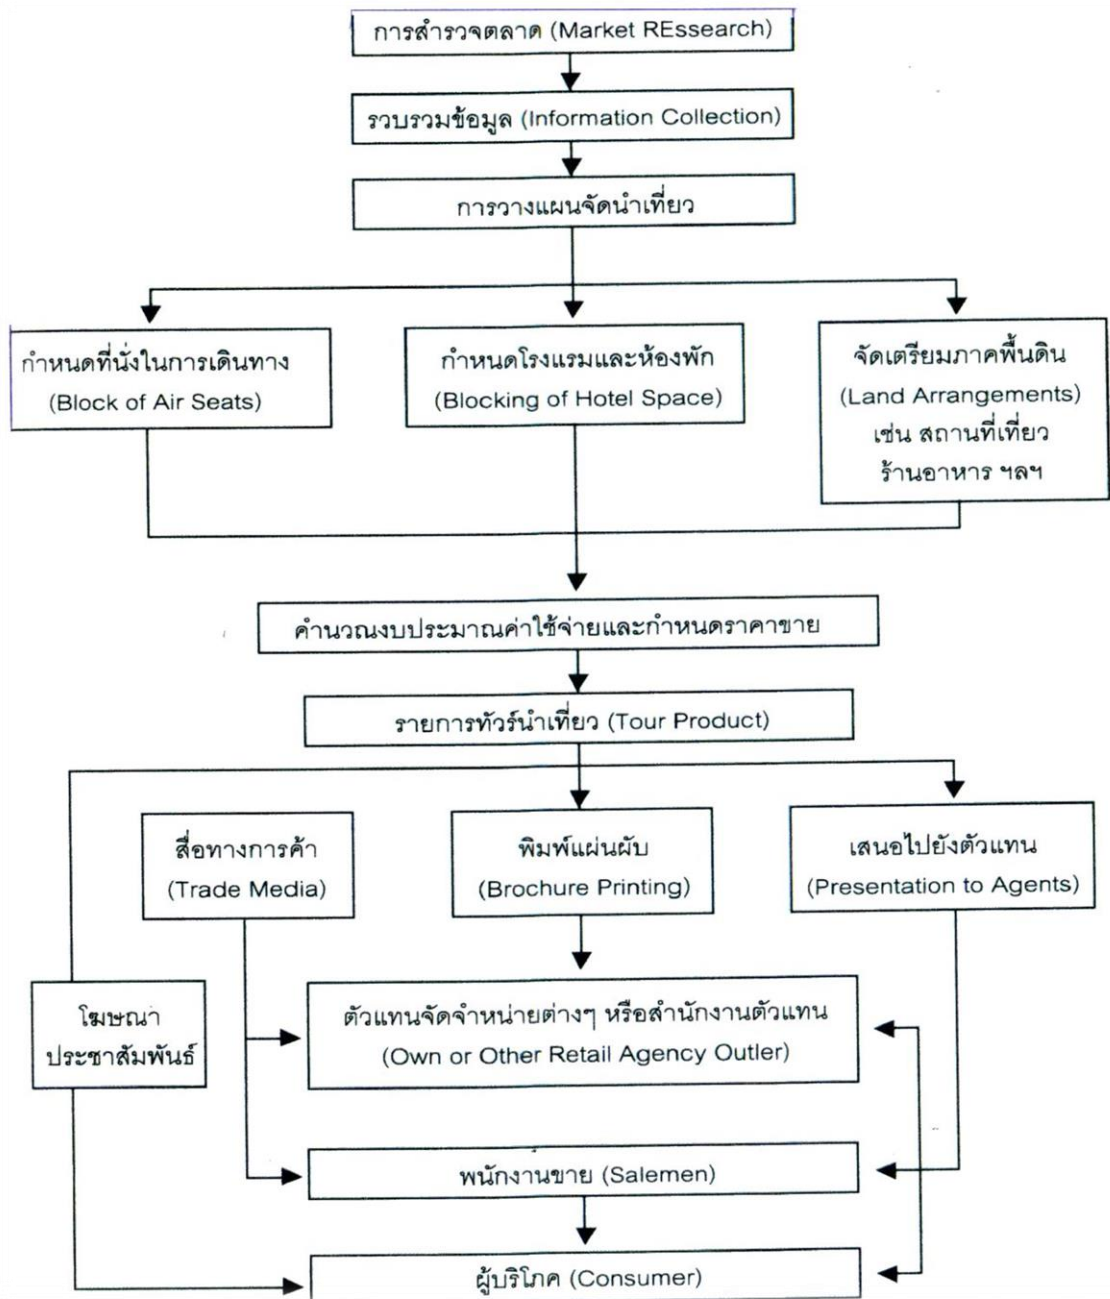 การสำรวจตลาด (Market REssearch)
รวบรวมข้อมูล (Information Collection)
การวางแผนจัดนำเที่ยว
กำหนดที่นั่งในการเดินทาง
(Block of Air Seats)
กำหนดโรงแรมและห้องพัก
(Blocking of Hotel Space)
จัดเตรียมภาคพื้นดิน
(Land Arrangements)
เช่น สถานที่เที่ยว
ร้านอาหาร ฯลฯ
คำนวณงบประมาณค่าใช้จ่ายและกำหนดราคาขาย
รายการทัวร์นำเที่ยว (Tour Product)
สื่อทางการค้า
(Trade Media)
พิมพ์แผ่นผับ
(Brochure Printing)
เสนอไปยังตัวแทน
(Presentation to Agents)
โฆษณา
ประชาสัมพันธ์
ตัวแทนจัดจำหน่ายต่างๆ หรือสำนักงานตัวแทน
(Own or Other Retail Agency Outler)
พนักงานขาย (Salemen)
ผู้บริโภค (Consumer)